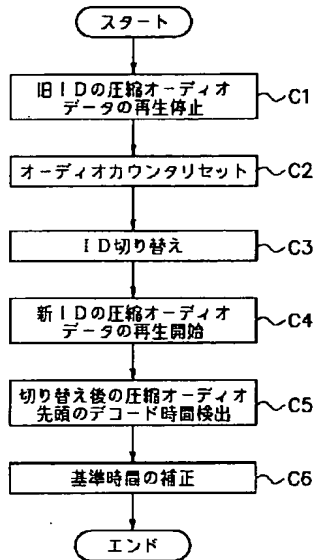 スタート
旧IDの圧縮オーディオ
データの再生停止
C1
オーディオカウンタリセット
C2
ID切り替え
C3
新IDの圧縮オーディオ
データの再生開始
C4
切り替え後の圧縮オーディオ
先頭のデコード時間検出
C5
基準時間の補正
C6
エンド